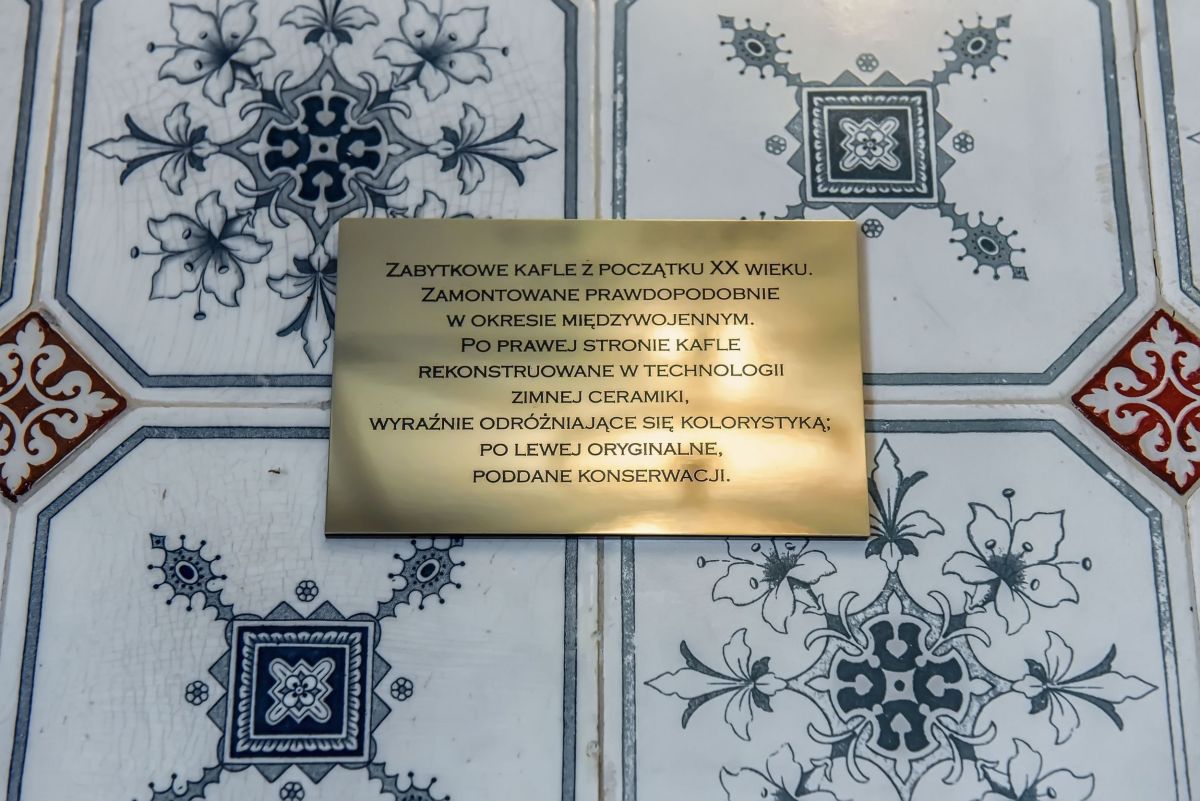 Zabytkowe kafle z początku XX wieku.
Zamontowane prawdopodobnie
w okresie międzywojennym.
Po prawej stronie kafle
rekonstruowane w technologii
zimnej ceramiki,
wyraźnie odróżniające się kolorystyką;
po lewej oryginalne,
poddane konserwacji.